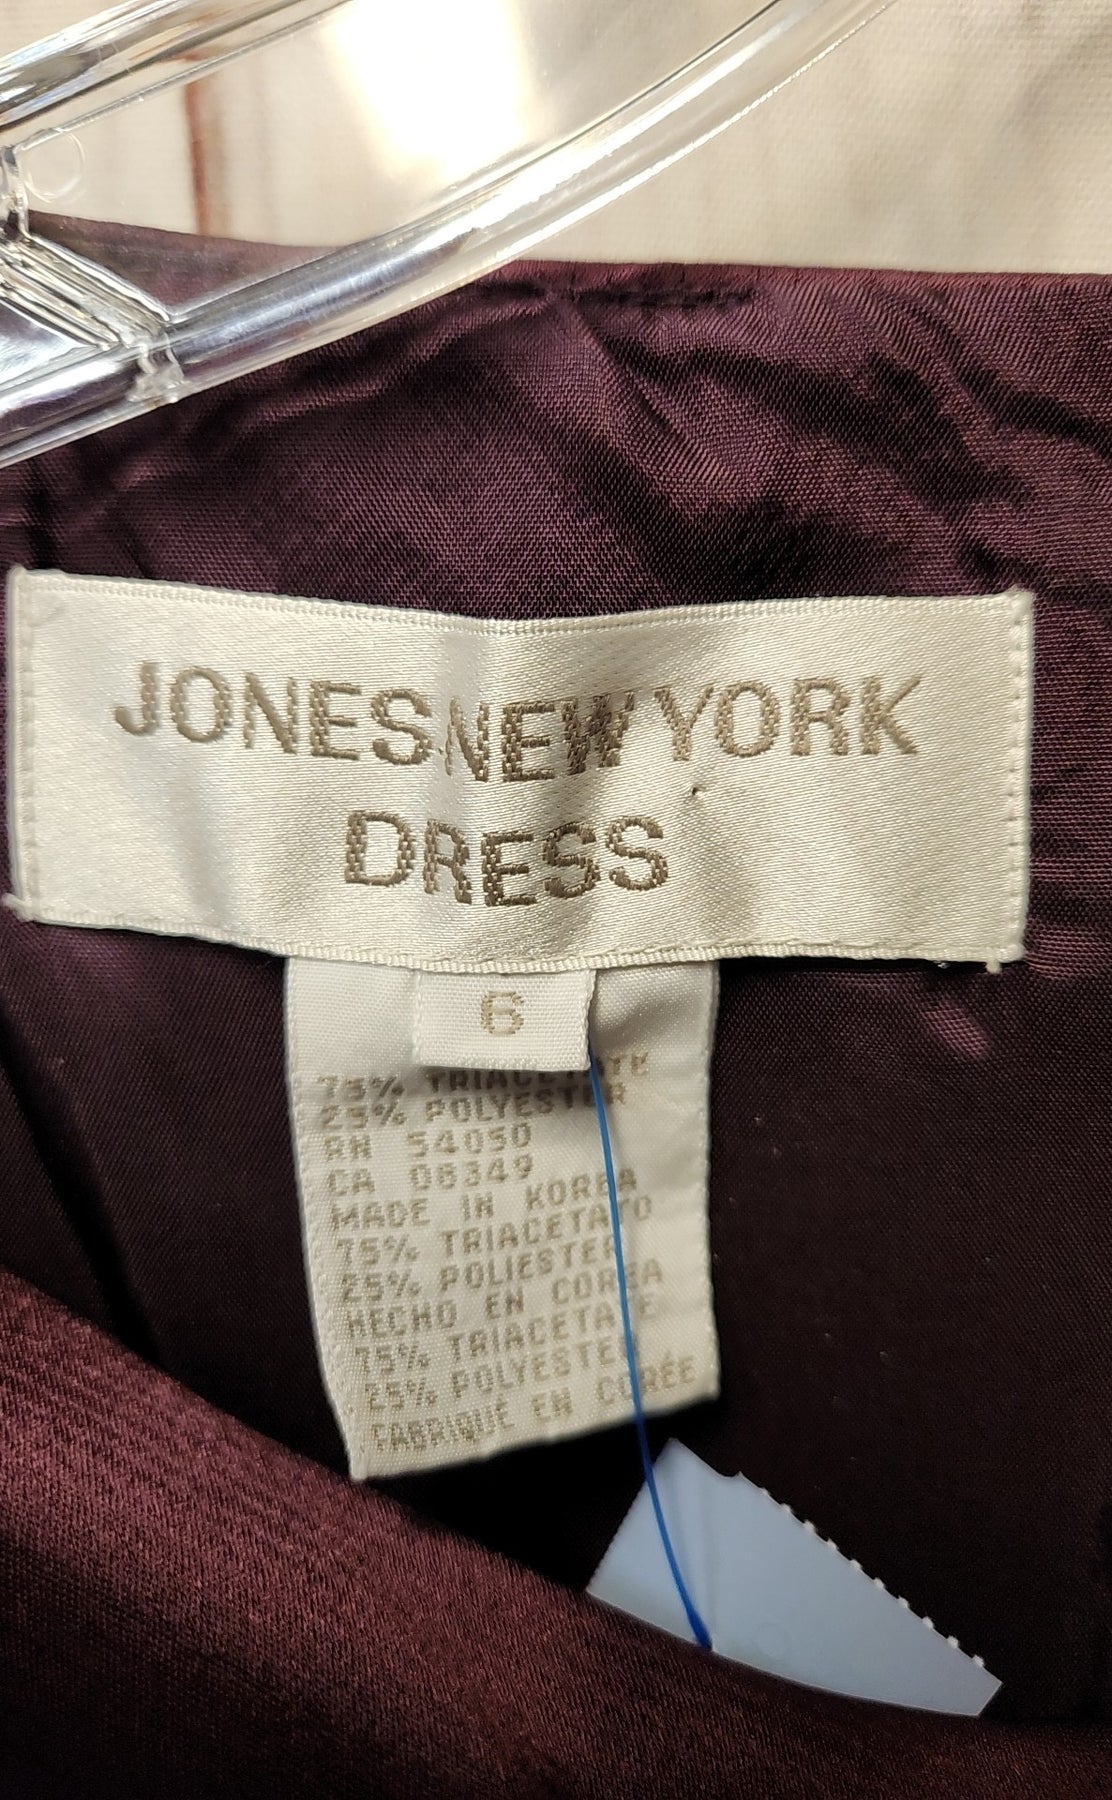 JONES NEW YORK
DRESS
6
75% TRIACETATE
25% POLYESTER
RN 54050
CA 08349
MADE IN KOREA
75% TRIACETATO
25% POLIESTER
HECHO EN COREA
75% TRIACETATE
25% POLYESTER
FABRIQUÉ EN CORÉE